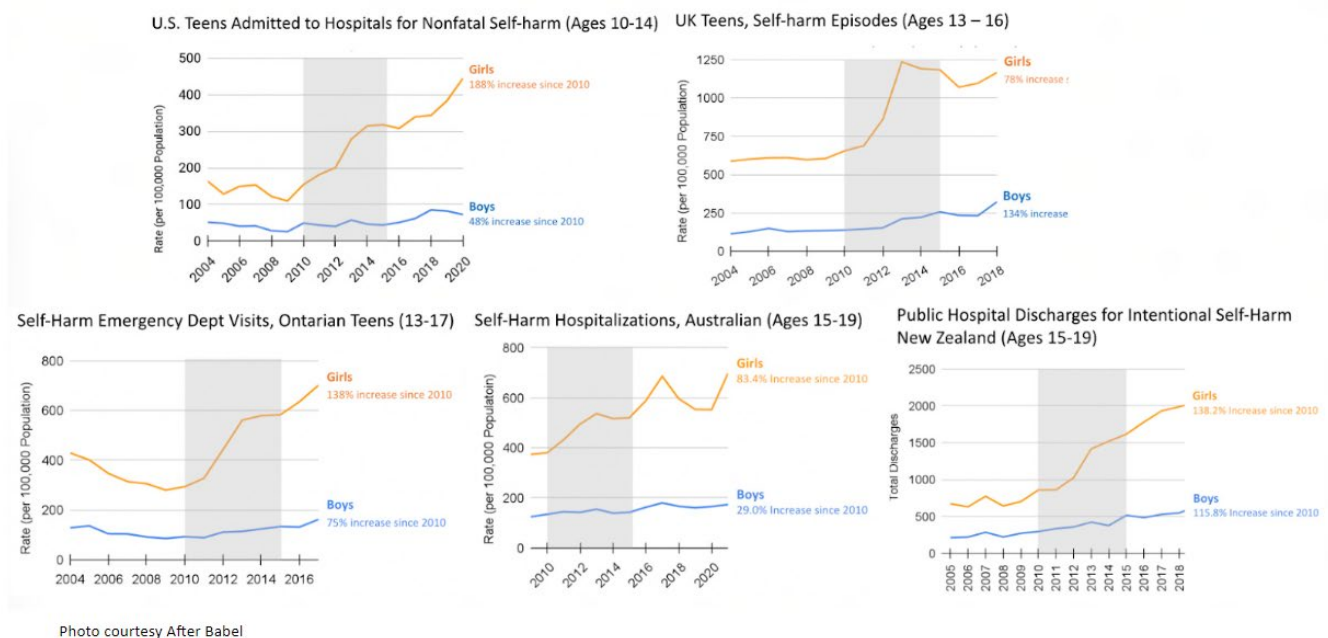 U.S. Teens Admitted to Hospitals for Nonfatal Self-harm (Ages 10-14)
Rate (per 100,000 Population)
500
400
300
200
100
0
2004
2006
2008
2010
2012
2014
2016
2018
2020
Girls
188% increase since 2010
Boys
48% increase since 2010
UK Teens, Self-harm Episodes (Ages 13 – 16)
Rate (per 100,000 Population)
1250
1000
750
500
250
0
2004
2006
2008
2010
2012
2014
2016
2018
Girls
78% increase
Boys
134% increase
Self-Harm Emergency Dept Visits, Ontarian Teens (13-17)
Rate (per 100,000 Population)
800
600
400
200
0
2004
2006
2008
2010
2012
2014
2016
Girls
138% increase since 2010
Boys
75% increase since 2010
Self-Harm Hospitalizations, Australian (Ages 15-19)
Rate (per 100,000 Populatoin)
800
600
400
200
0
2010
2012
2014
2016
2018
2020
Girls
83.4% Increase since 2010
Boys
29.0% Increase since 2010
Public Hospital Discharges for Intentional Self-Harm
New Zealand (Ages 15-19)
Total Discharges
2500
2000
1500
1000
500
0
2005
2006
2007
2008
2009
2010
2011
2012
2013
2014
2015
2016
2017
2018
Girls
138.2% Increase since 2010
Boys
115.8% Increase since 2010
Photo courtesy After Babel